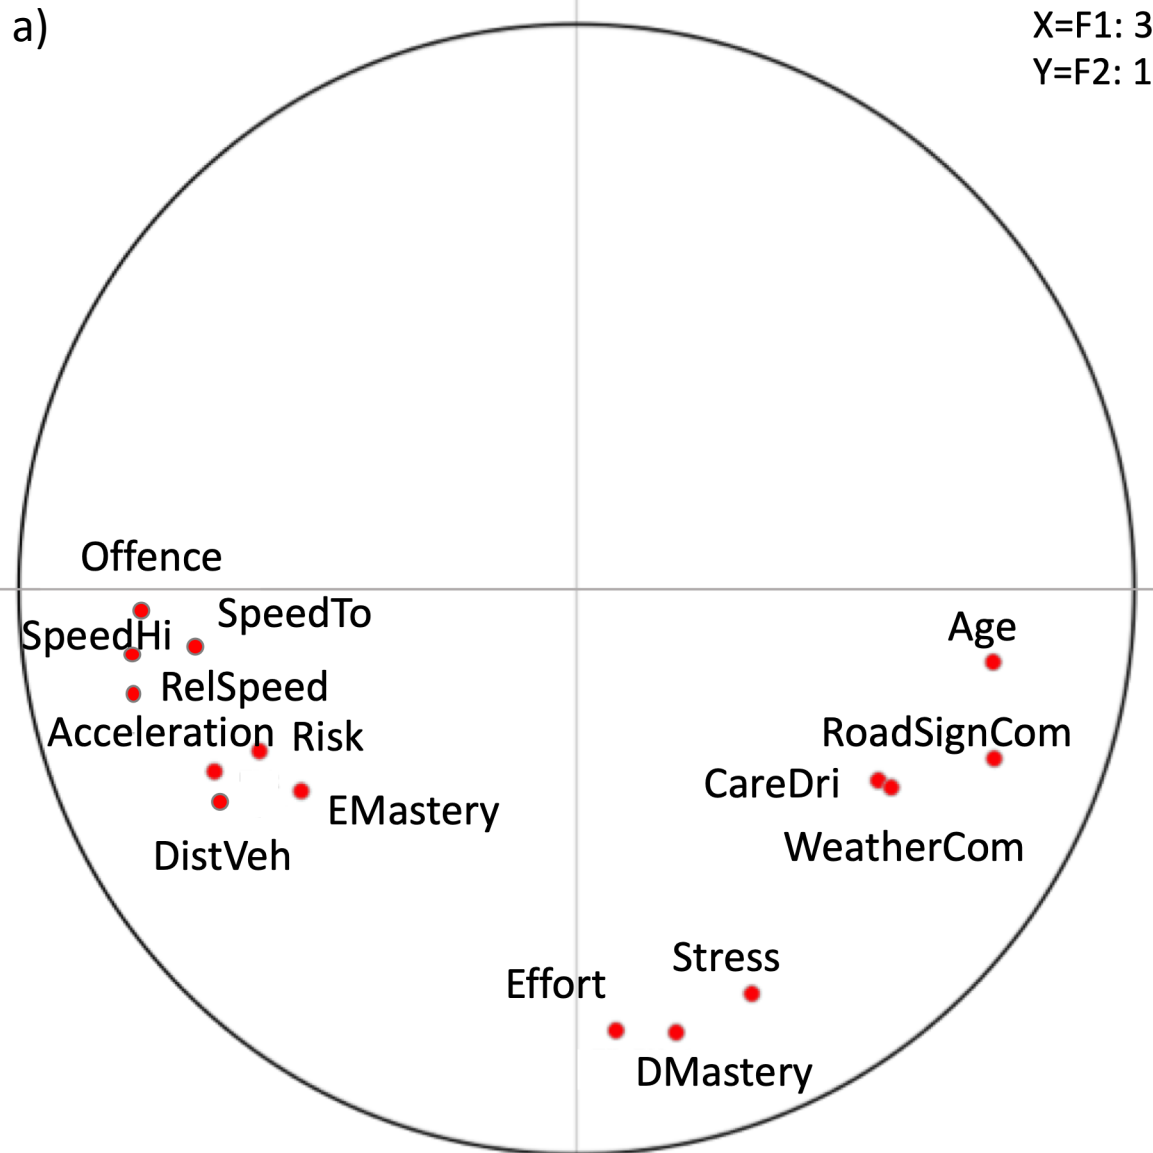 a)
X=F1: 3
Y=F2: 1
Offence
SpeedTo
SpeedHi
Age
RelSpeed
Acceleration
Risk
RoadSignCom
CareDri
EMastery
WeatherCom
DistVeh
Stress
Effort
DMastery